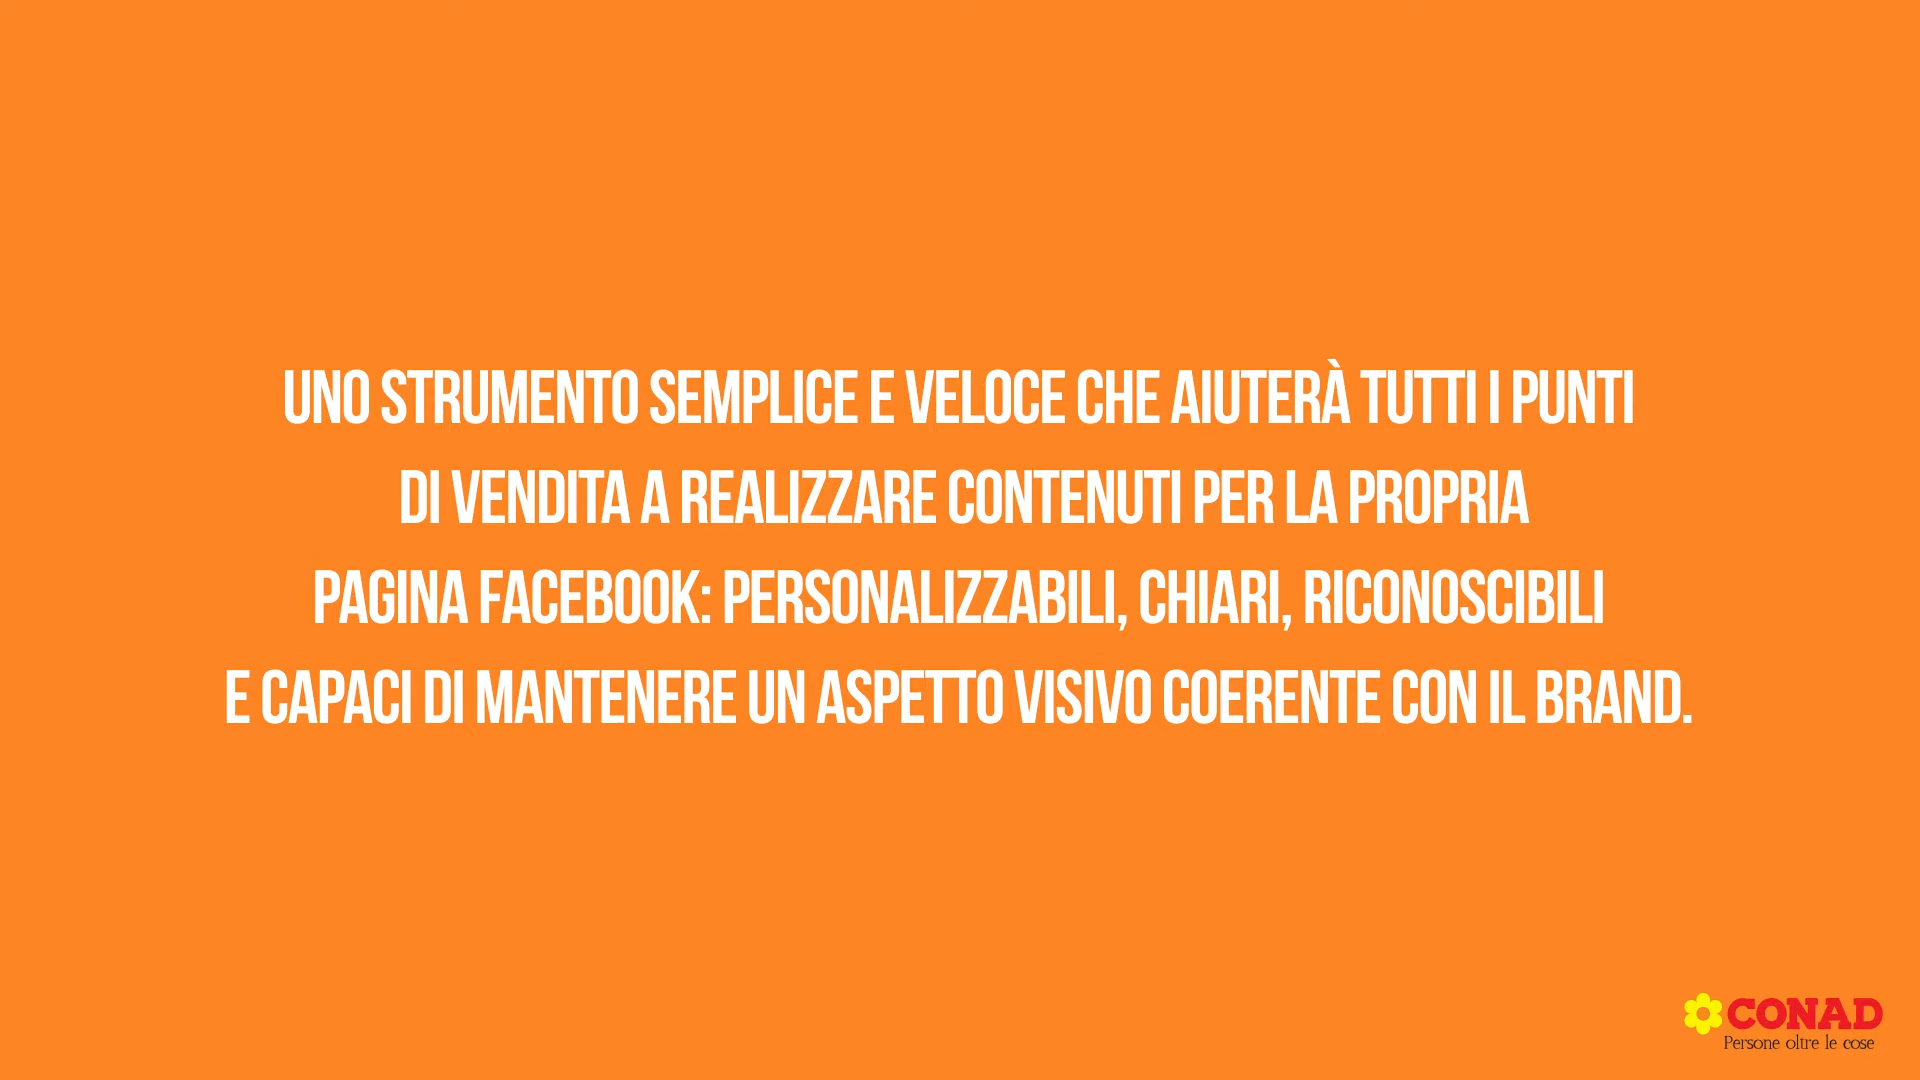 UNO STRUMENTO SEMPLICE E VELOCE CHE AIUTERÀ TUTTI I PUNTI
DI VENDITA A REALIZZARE CONTENUTI PER LA PROPRIA
PAGINA FACEBOOK: PERSONALIZZABILI, CHIARI, RICONOSCIBILI
E CAPACI DI MANTENERE UN ASPETTO VISIVO COERENTE CON IL BRAND.
CONAD
Persone oltre le cose